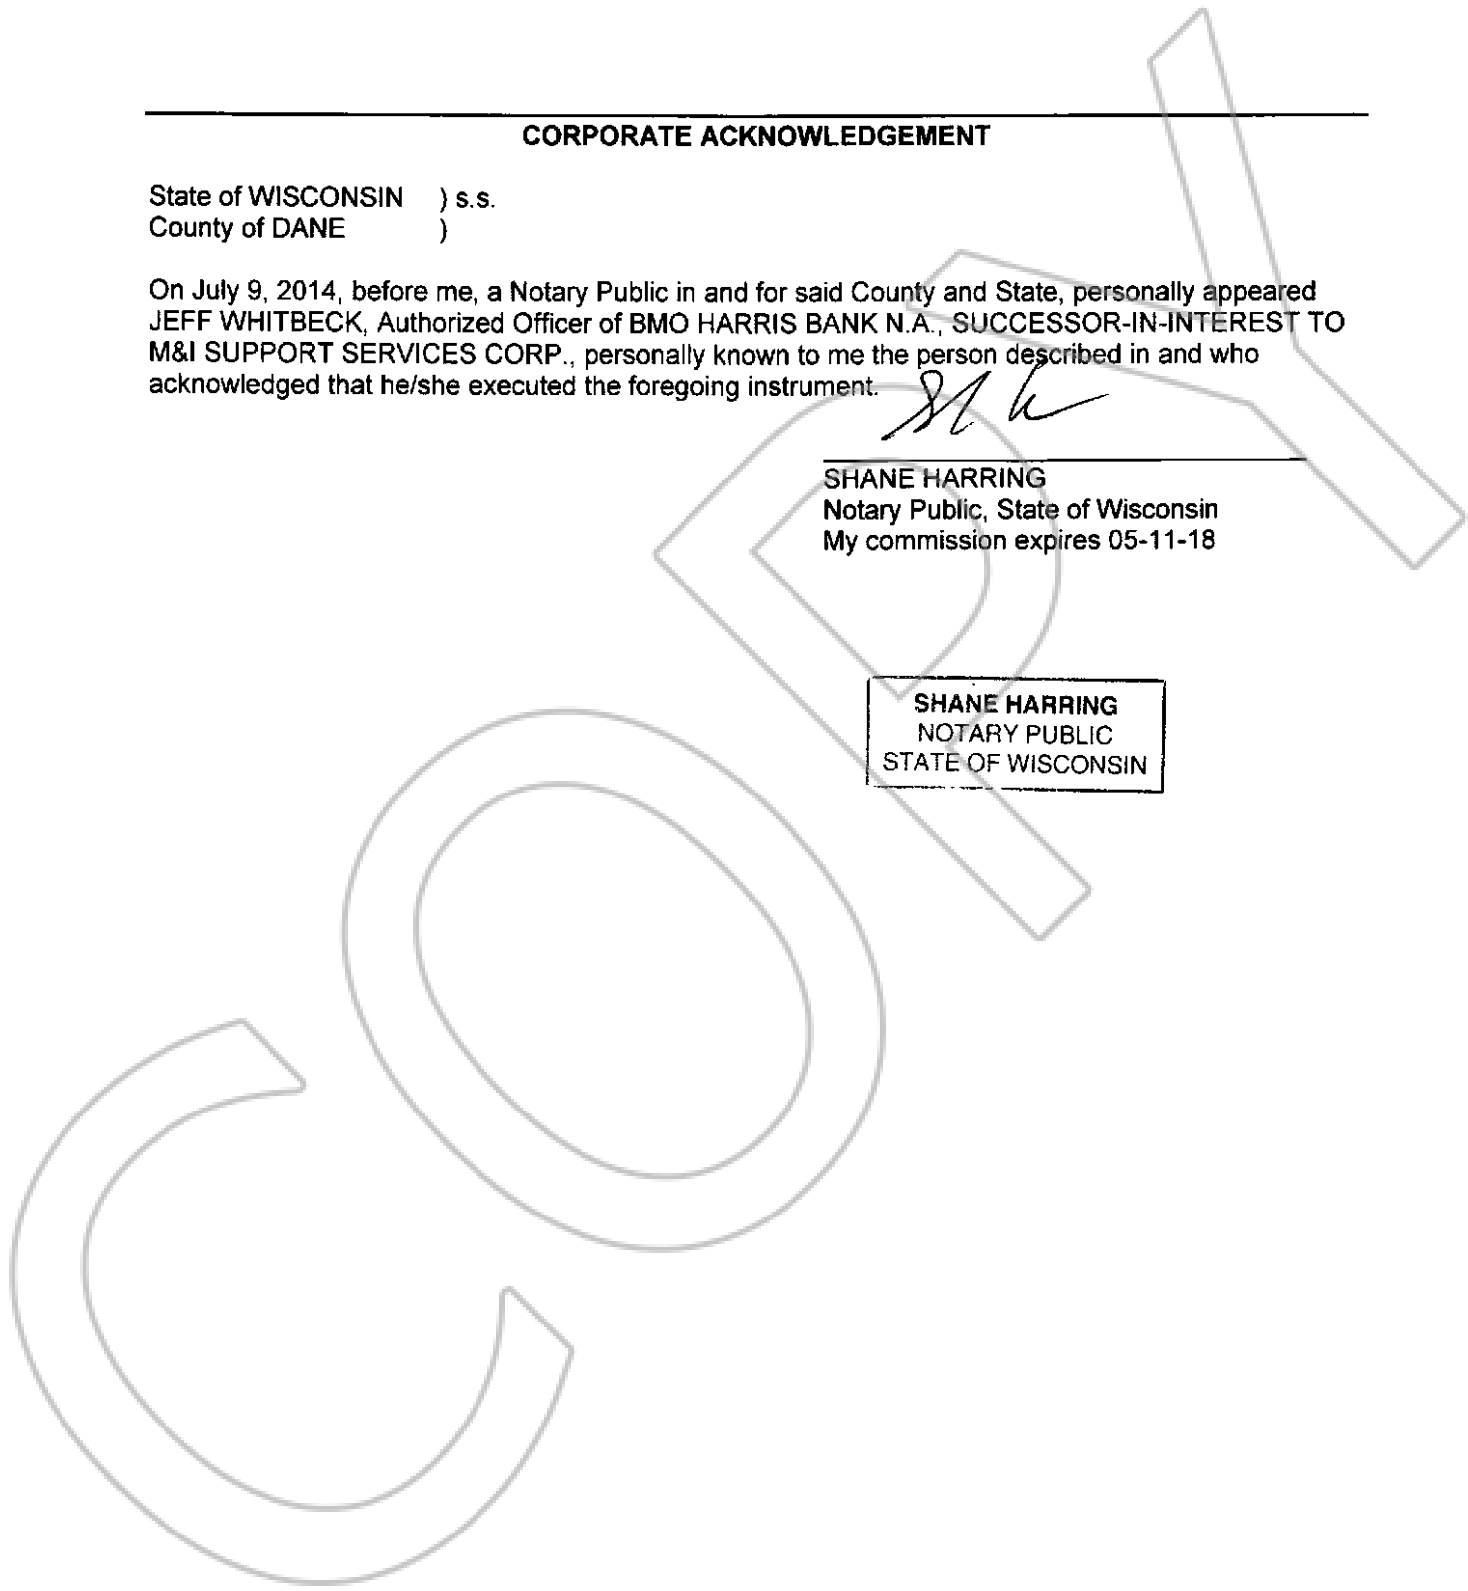 CORPORATE ACKNOWLEDGEMENT
State of WISCONSIN ) s.s.
County of DANE )
On July 9, 2014, before me, a Notary Public in and for said County and State, personally appeared
JEFF WHITBECK, Authorized Officer of BMO HARRIS BANK N.A., SUCCESSOR-IN-INTEREST TO
M&I SUPPORT SERVICES CORP., personally known to me the person described in and who
acknowledged that he/she executed the foregoing instrument.
SHANE HARRING
Notary Public, State of Wisconsin
My commission expires 05-11-18
SHANE HARRING
NOTARY PUBLIC
STATE OF WISCONSIN
COPY